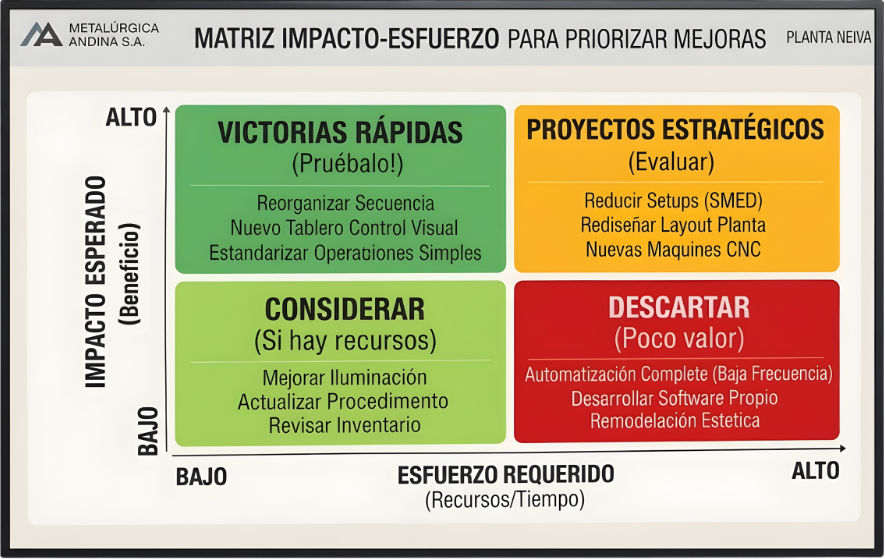 METALÚRGICA
ANDINA S.A.
MATRIZ IMPACTO-ESFUERZO PARA PRIORIZAR MEJORAS
PLANTA NEIVA
IMPACTO ESPERADO
(Beneficio)
ALTO
BAJO
VICTORIAS RÁPIDAS
(Pruébalo!)
Reorganizar Secuencia
Nuevo Tablero Control Visual
Estandarizar Operationes Simples
PROYECTOS ESTRATÉGICOS
(Evaluar)
Reducir Setups (SMED)
Rediseñar Layout Planta
Nuevas Maquines CNC
CONSIDERAR
(Si hay recursos)
Mejorar Iluminación
Actualizar Procedimento
Revisar Inventario
DESCARTAR
(Poco valor)
Automatización Complete (Baja Frecuencia)
Desarrollar Software Propio
Remodelación Estetica
BAJO
ESFUERZO REQUERIDO
(Recursos/Tiempo)
ALTO